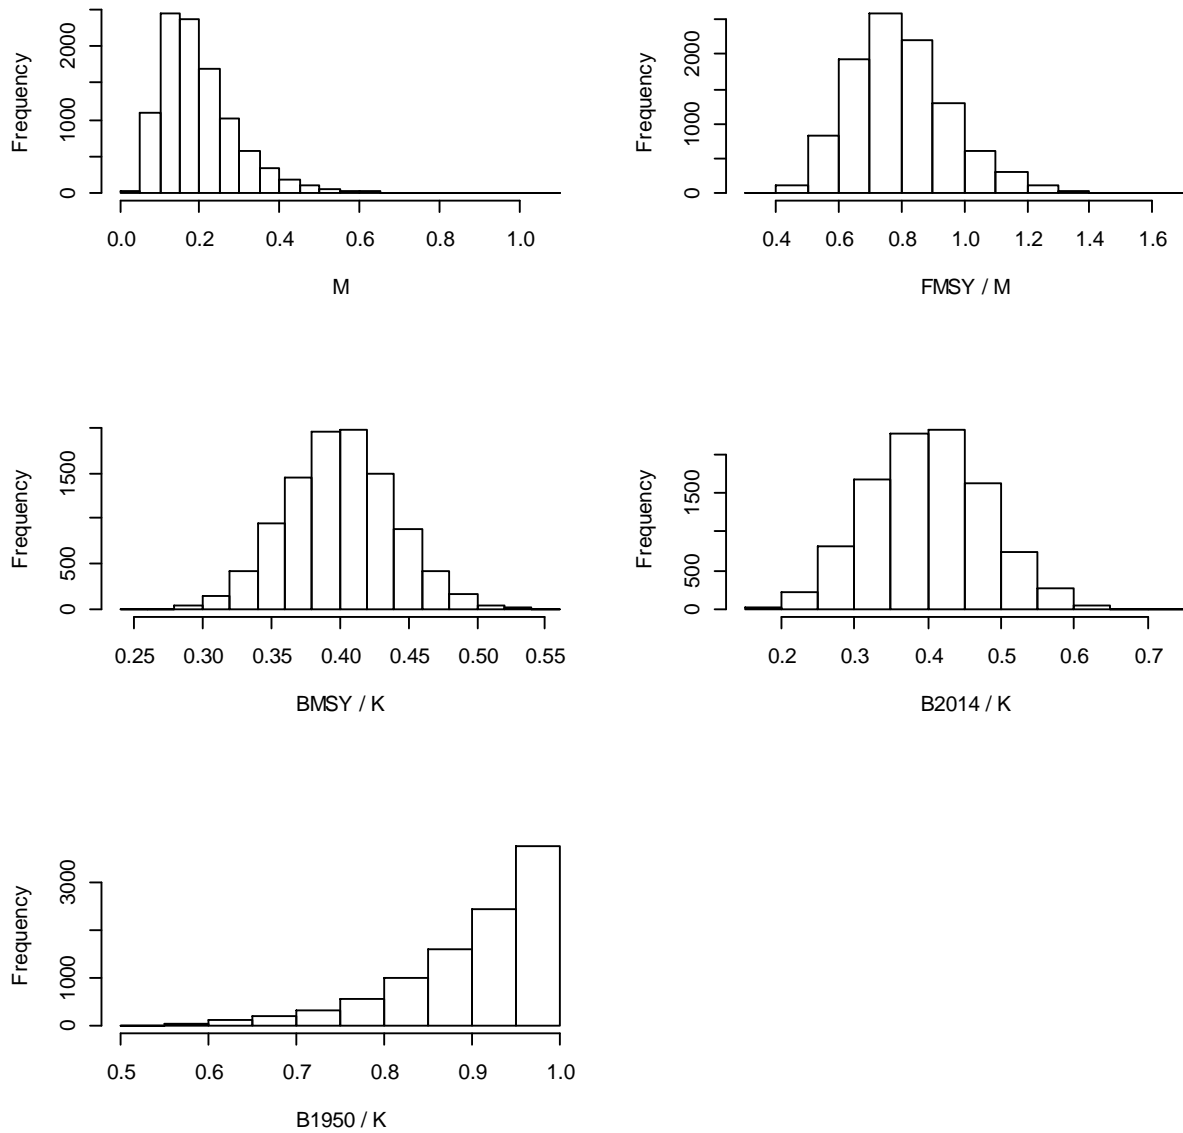 Frequency
0 1000 2000
0.0 0.2 0.4 0.6 0.8 1.0
M
Frequency
0 1000 2000
0.4 0.6 0.8 1.0 1.2 1.4 1.6
FMSY / M
Frequency
0 500 1500
0.25 0.30 0.35 0.40 0.45 0.50 0.55
BMSY / K
Frequency
0 500 1500
0.2 0.3 0.4 0.5 0.6 0.7
B2014 / K
Frequency
0 1000 3000
0.5 0.6 0.7 0.8 0.9 1.0
B1950 / K